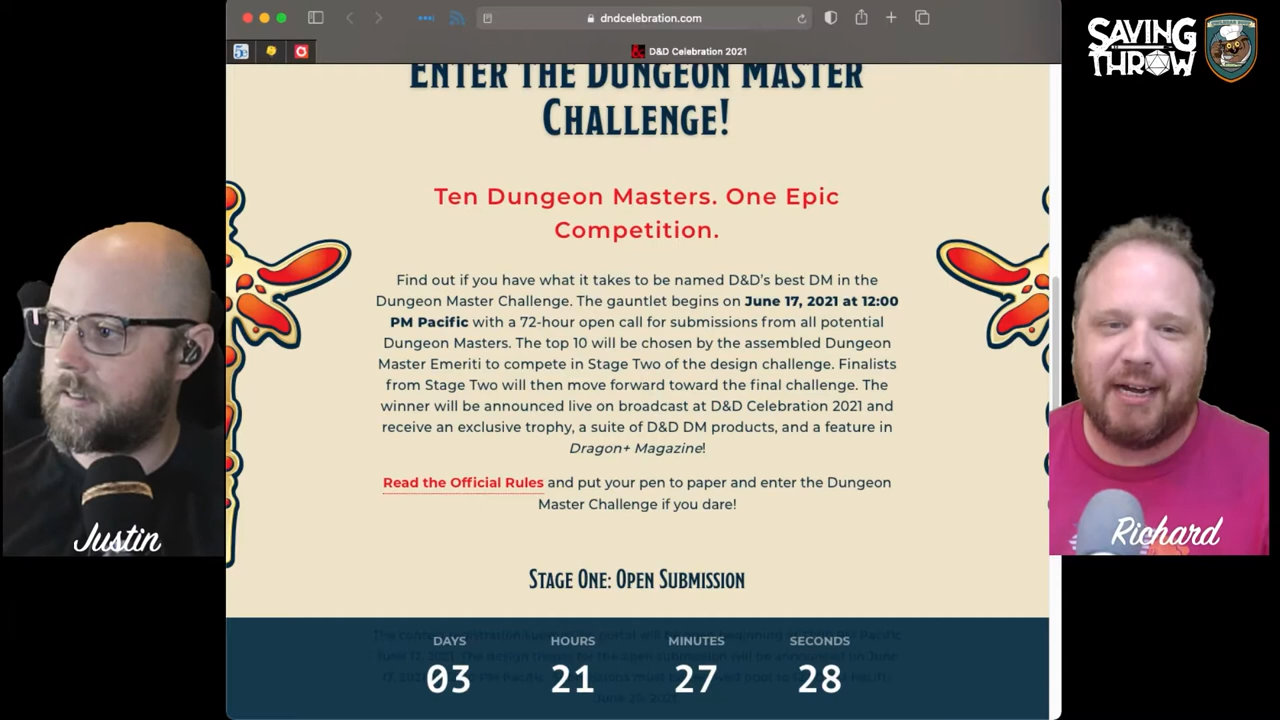 dndcelebration.com
D&D Celebration 2021
SAVING
THROW
Enter the Dungeon Master
Challenge!
Ten Dungeon Masters. One Epic
Competition.
Find out if you have what it takes to be named D&D's best DM in the
Dungeon Master Challenge. The gauntlet begins on June 17, 2021 at 12:00
PM Pacific with a 72-hour open call for submissions from all potential
Dungeon Masters. The top 10 will be chosen by the assembled Dungeon
Master Emeriti to compete in Stage Two of the design challenge. Finalists
from Stage Two will then move forward toward the final challenge. The
winner will be announced live on broadcast at D&D Celebration 2021 and
receive an exclusive trophy, a suite of D&D DM products, and a feature in
Dragon+ Magazine!
Read the Official Rules and put your pen to paper and enter the Dungeon
Master Challenge if you dare!
Justin
Richard
Stage One: Open Submission
DAYS HOURS MINUTES SECONDS
03 21 27 28